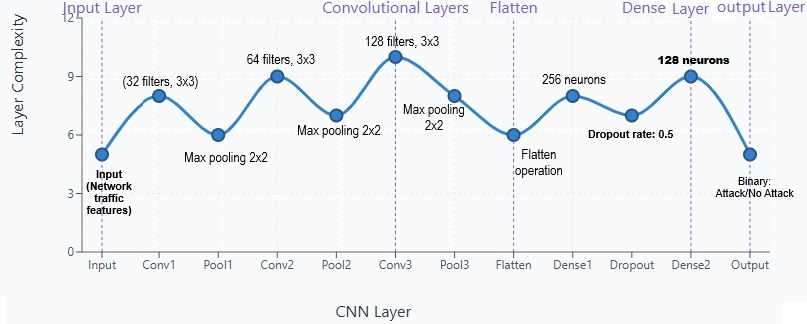 Input Layer
Convolutional Layers
Flatten
Dense Layer
output Layer
Layer Complexity
12
9
6
3
0
Input
(Network
traffic
features)
(32 filters, 3x3)
Max pooling 2x2
64 filters, 3x3
Max pooling 2x2
128 filters, 3x3
Max pooling
2x2
Flatten
operation
256 neurons
Dropout rate: 0.5
128 neurons
Binary:
Attack/No Attack
Input
Conv1
Pool1
Conv2
Pool2
Conv3
Pool3
Flatten
Dense1
Dropout
Dense2
Output
CNN Layer